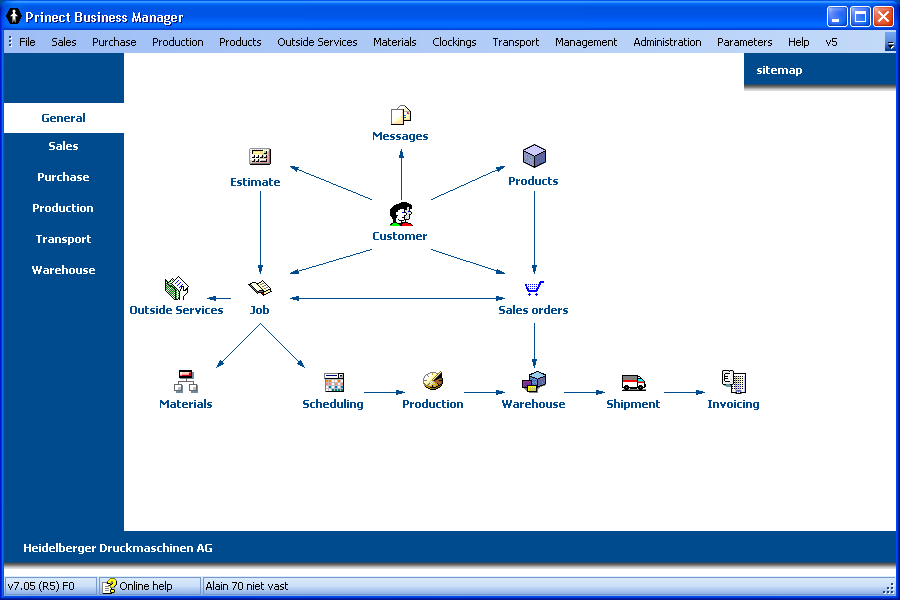 Prinect Business Manager
File Sales Purchase Production Products Outside Services Materials Clockings Transport Management Administration Parameters Help v5
sitemap
General
Sales
Purchase
Production
Transport
Warehouse
Messages
Estimate
Products
Customer
Outside Services
Job
Sales orders
Materials
Scheduling
Production
Warehouse
Shipment
Invoicing
Heidelberger Druckmaschinen AG
v7.05 (R5) F0
Online help
Alain 70 niet vast